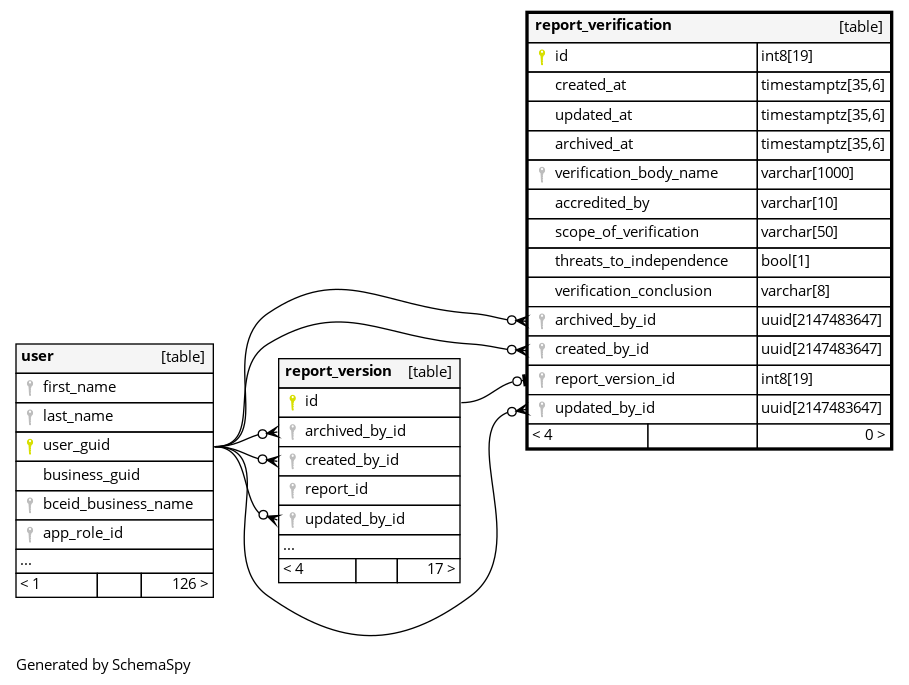 report_verification [table]
id int8[19]
created_at timestamptz[35,6]
updated_at timestamptz[35,6]
archived_at timestamptz[35,6]
verification_body_name varchar[1000]
accredited_by varchar[10]
scope_of_verification varchar[50]
threats_to_independence bool[1]
verification_conclusion varchar[8]
archived_by_id uuid[2147483647]
created_by_id uuid[2147483647]
report_version_id int8[19]
updated_by_id uuid[2147483647]
< 4 0 >
user [table]
first_name
last_name
user_guid
business_guid
bceid_business_name
app_role_id
...
< 1 126 >
report_version [table]
id
archived_by_id
created_by_id
report_id
updated_by_id
...
< 4 17 >
Generated by SchemaSpy